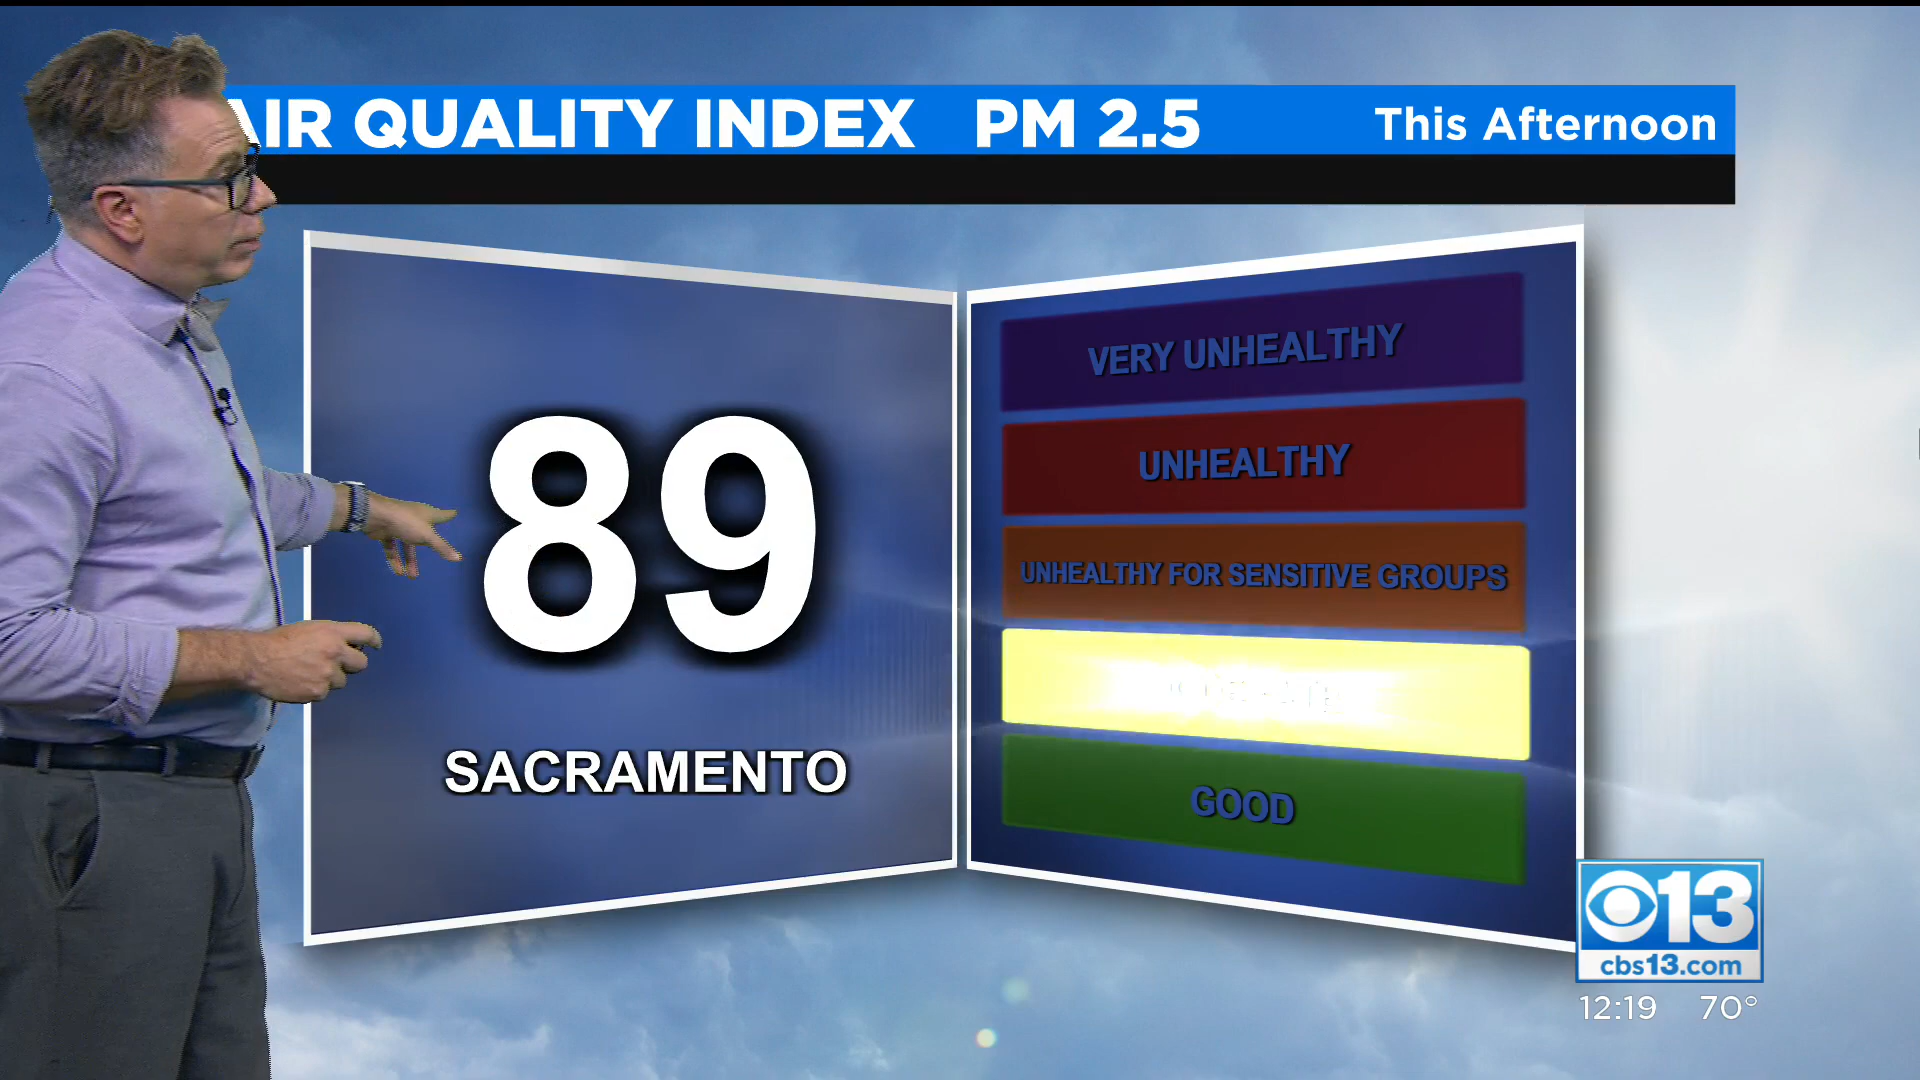 AIR QUALITY INDEX PM 2.5
This Afternoon
89
SACRAMENTO
VERY UNHEALTHY
UNHEALTHY
UNHEALTHY FOR SENSITIVE GROUPS
GOOD
13
cbs13.com
12:19 70°